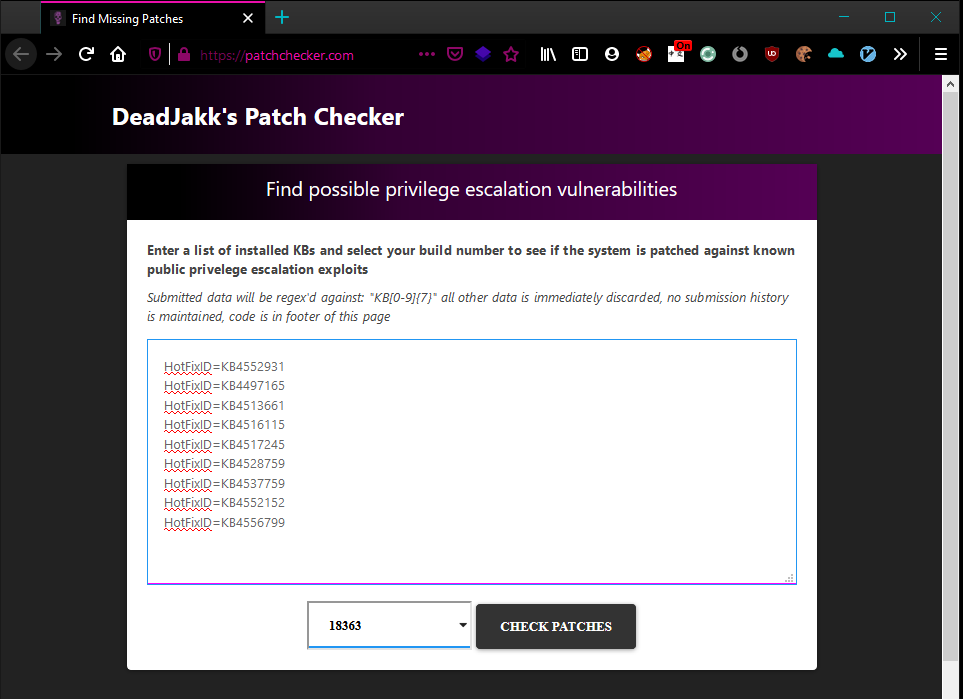 Find Missing Patches
https://patchchecker.com
On
DeadJakk's Patch Checker
Find possible privilege escalation vulnerabilities
Enter a list of installed KBs and select your build number to see if the system is patched against known
public privelege escalation exploits
Submitted data will be regex'd against: "KB[0-9]{7}" all other data is immediately discarded, no submission history
is maintained, code is in footer of this page
HotFixID=KB4552931
HotFixID=KB4497165
HotFixID=KB4513661
HotFixID=KB4516115
HotFixID=KB4517245
HotFixID=KB4528759
HotFixID=KB4537759
HotFixID=KB4552152
HotFixID=KB4556799
18363 CHECK PATCHES